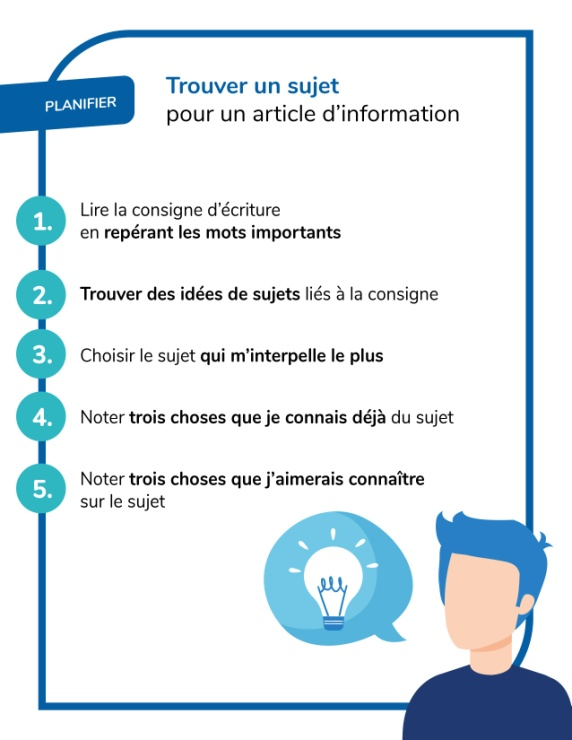 PLANIFIER
Trouver un sujet
pour un article d’information
1.
Lire la consigne d’écriture
en repérant les mots importants
2.
Trouver des idées de sujets liés à la consigne
3.
Choisir le sujet qui m’interpelle le plus
4.
Noter trois choses que je connais déjà du sujet
5.
Noter trois choses que j’aimerais connaître
sur le sujet